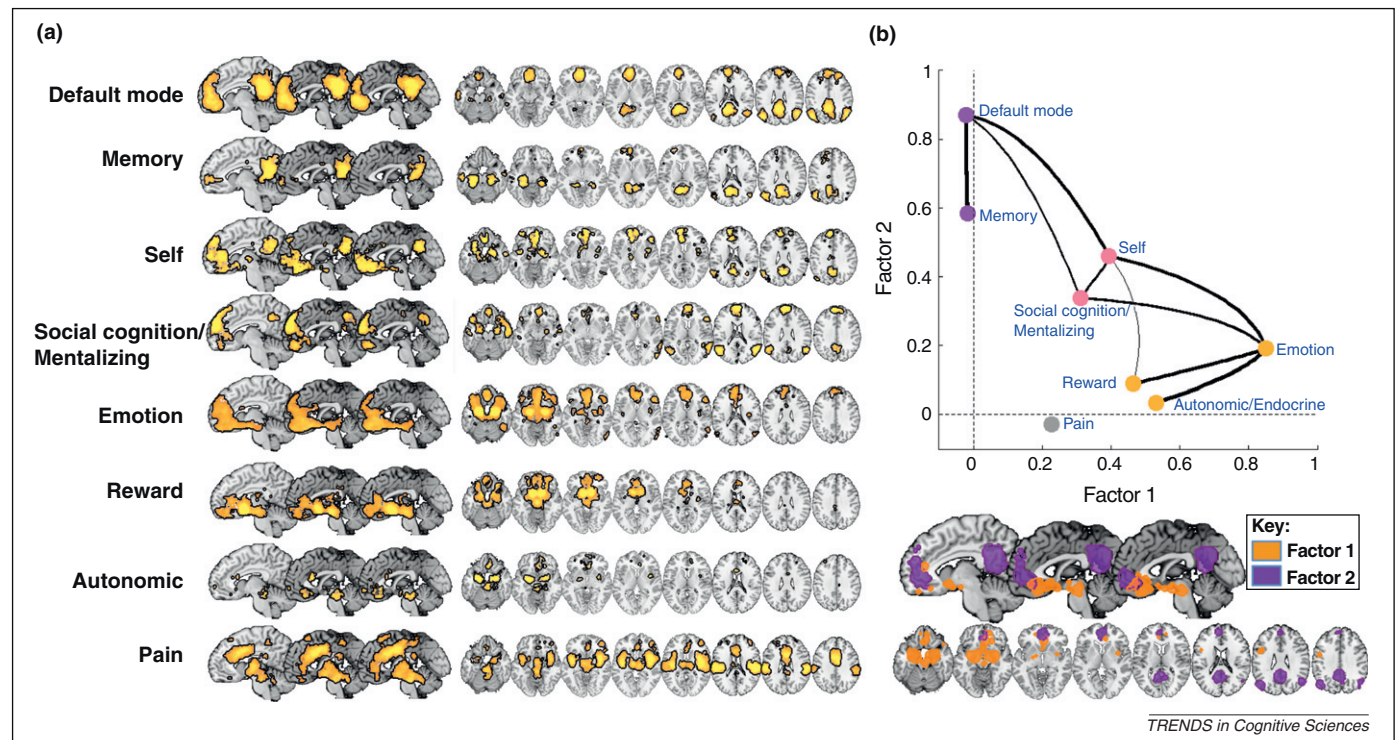 (a)
Default mode
Memory
Self
Social cognition/
Mentalizing
Emotion
Reward
Autonomic
Pain
(b)
1
0.8
0.6
0.4
0.2
0
Factor 2
Default mode
Memory
Self
Social cognition/
Mentalizing
Emotion
Reward
Autonomic/Endocrine
Pain
0
0.2
0.4
0.6
0.8
1
Factor 1
Key:
Factor 1
Factor 2
TRENDS in Cognitive Sciences